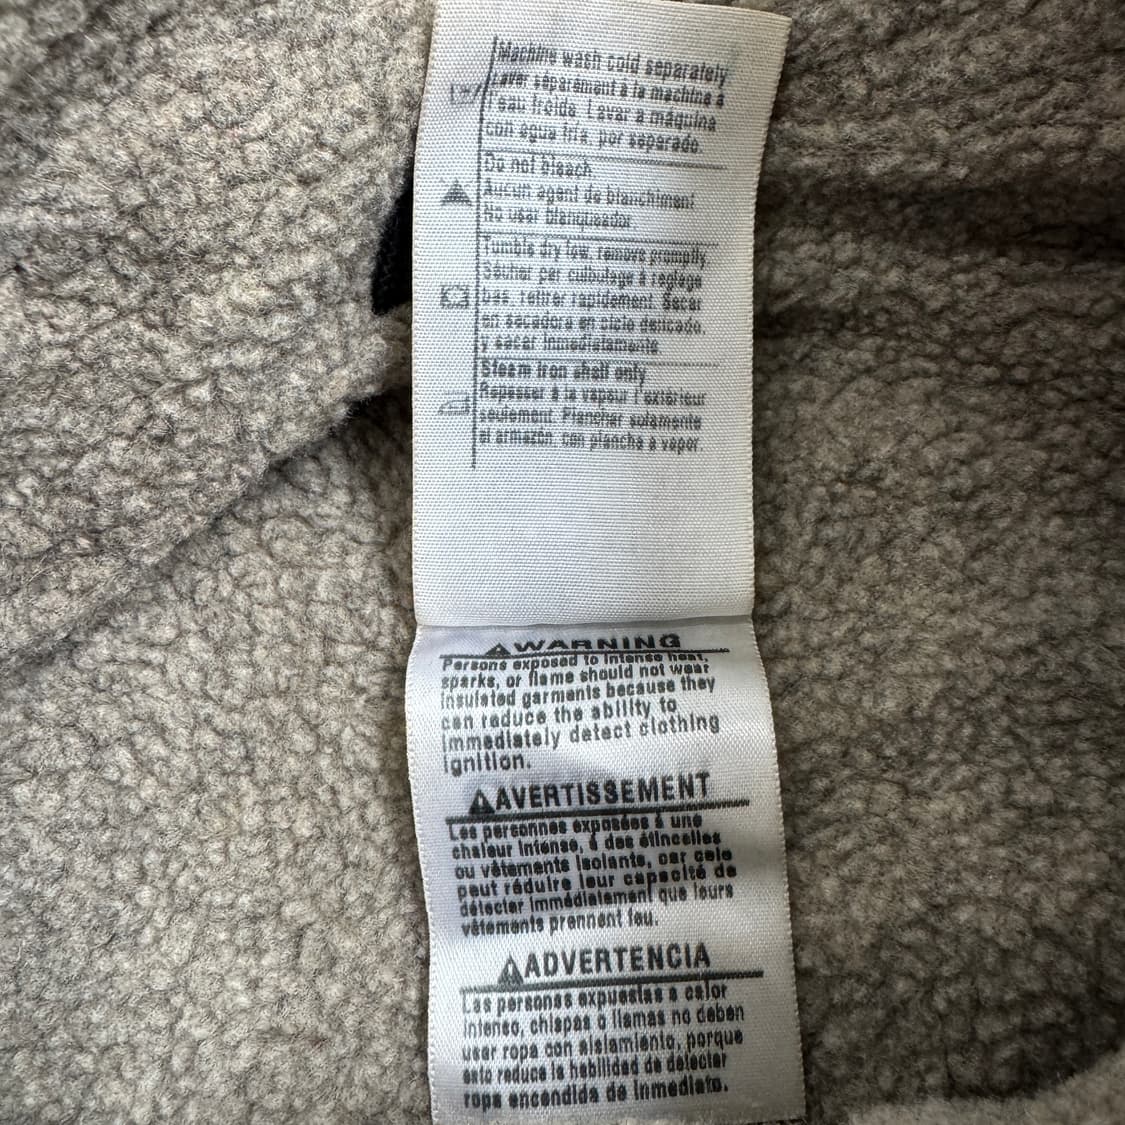 Machine wash cold separately
Laver séparément à la machine à
l'eau froide. Lavar a máquina
con agua fría, por separado.
Do not bleach
Aucun agent de blanchiment
No usar blanqueador.
Tumble dry low, remove promptly
Sécher par culbutage à réglage
bas, retirer rapidement. Secar
en secadora en ciclo delicado,
y sacar inmediatamente.
Steam iron shell only
Repasser à la vapeur l'extérieur
seulement. Planchar solamente
el armazón con plancha a vapor.
WARNING
Persons exposed to intense heat,
sparks, or flame should not wear
insulated garments because they
can reduce the ability to
immediately detect clothing
ignition.
AVERTISSEMENT
Les personnes exposées à une
chaleur intense, à des étincelles
ou vêtements isolants, car cela
peut réduire leur capacité de
détecter immédiatement que leurs
vêtements prennent feu.
ADVERTENCIA
Las personas expuestas a calor
intenso, chispas o llamas no deben
usar ropa con aislamiento, porque
esto reduce la habilidad de detectar
ropa encendida de inmediato.